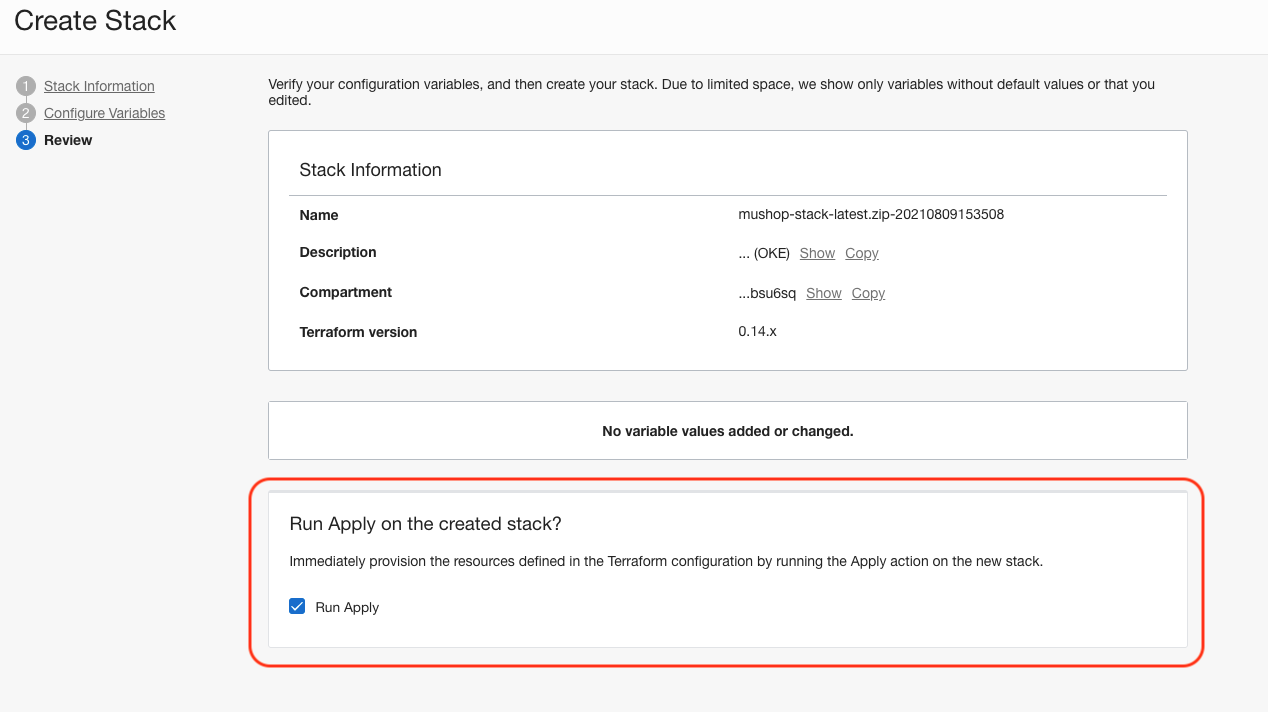 Create Stack
1 Stack Information
2 Configure Variables
3 Review
Verify your configuration variables, and then create your stack. Due to limited space, we show only variables without default values or that you
edited.
Stack Information
Name mushop-stack-latest.zip-20210809153508
Description ... (OKE) Show Copy
Compartment ...bsu6sq Show Copy
Terraform version 0.14.x
No variable values added or changed.
Run Apply on the created stack?
Immediately provision the resources defined in the Terraform configuration by running the Apply action on the new stack.
Run Apply